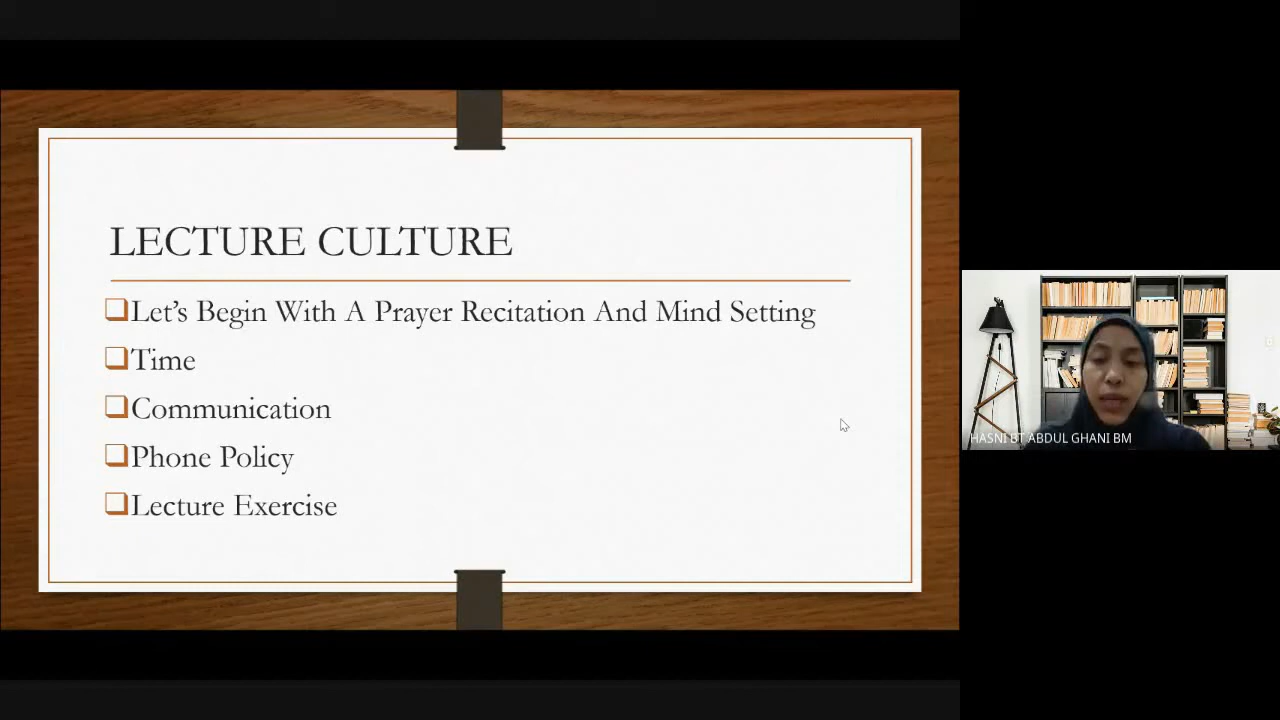 LECTURE CULTURE
Let's Begin With A Prayer Recitation And Mind Setting
Time
Communication
Phone Policy
Lecture Exercise
HASNI BT ABDUL GHANI BM